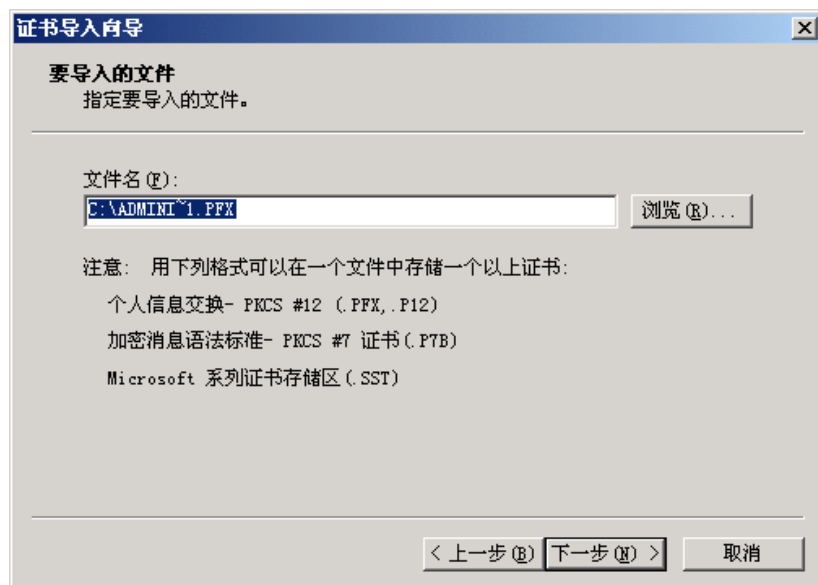 证书导入向导
要导入的文件
指定要导入的文件。
文件名(F):
C:\ADMINI~1.PFX
浏览(R)...
注意: 用下列格式可以在一个文件中存储一个以上证书:
个人信息交换- PKCS #12 (.PFX,.P12)
加密消息语法标准- PKCS #7 证书(.P7B)
Microsoft 系列证书存储区(.SST)
< 上一步(B) 下一步(N) > 取消